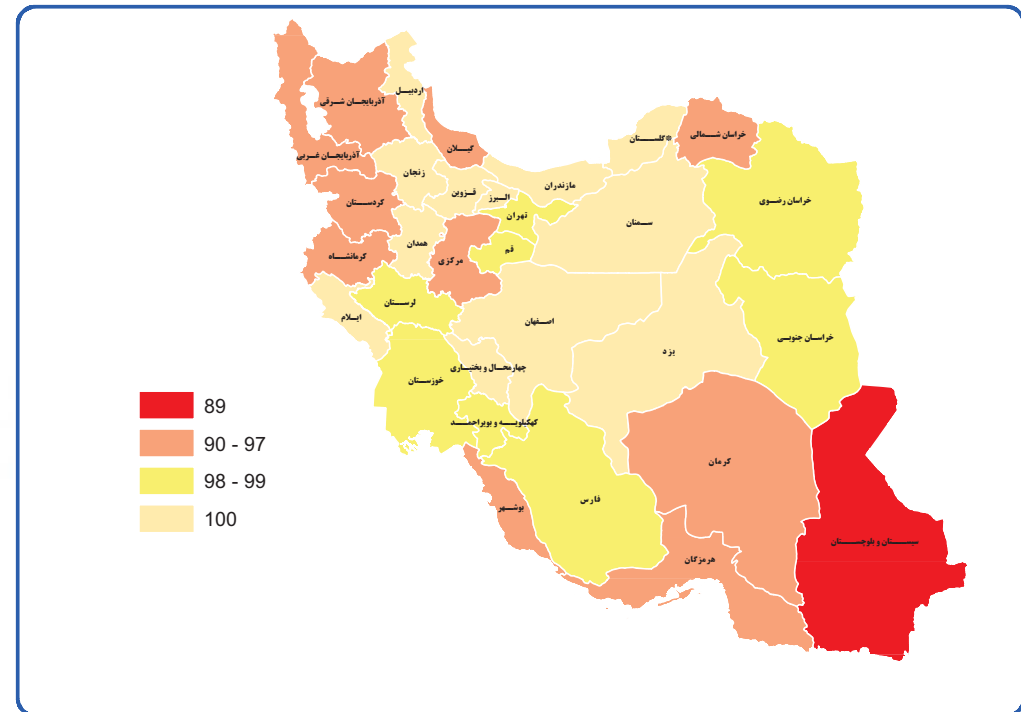 اردبیل
آذربایجان شرقی
خراسان شمالی
گلستان*
گیلان
آذربایجان غربی
زنجان
مازندران
قزوین
البرز
خراسان رضوی
کردستان
تهران
سمنان
همدان
قم
کرمانشاه
مرکزی
لرستان
ایلام
اصفهان
خراسان جنوبی
یزد
چهارمحال و بختیاری
خوزستان
89
کهکیلویه و بویراحمد
90 - 97
کرمان
98 - 99
فارس
بوشهر
100
سیستان و بلوچستان
هرمزگان